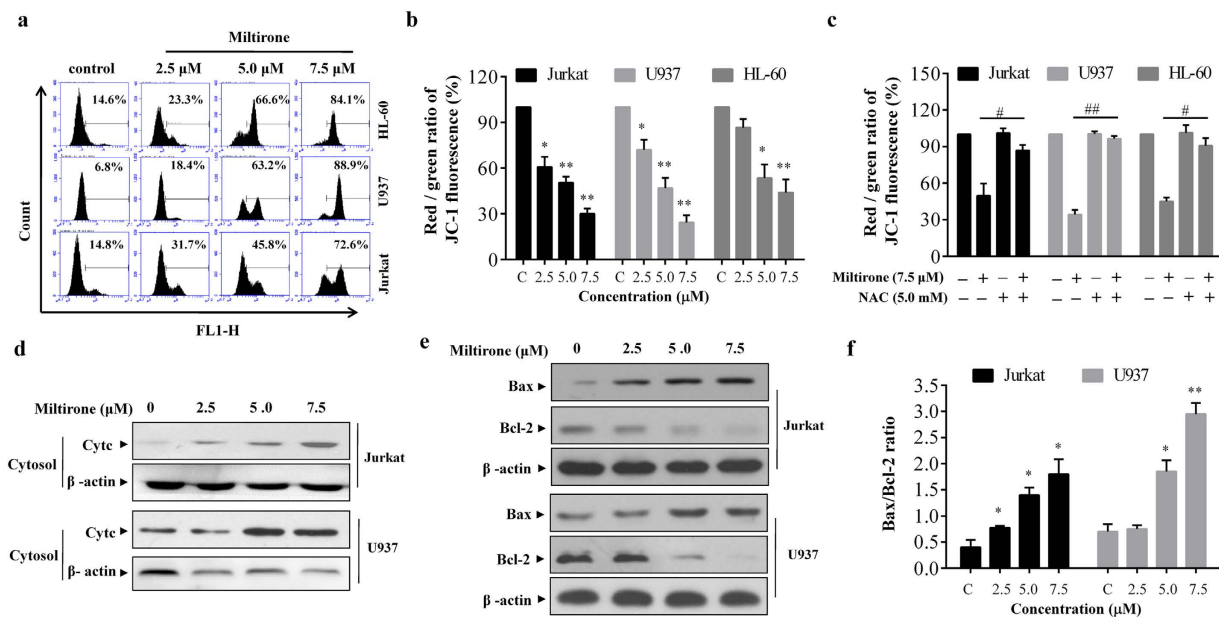 a
Miltirone
control 2.5 μM 5.0 μM 7.5 μM
14.6% 23.3% 66.6% 84.1%
HL-60
6.8% 18.4% 63.2% 88.9%
U937
14.8% 31.7% 45.8% 72.6%
Jurkat
Count
FL1-H
b
Jurkat U937 HL-60
Red / green ratio of
JC-1 fluorescence (%)
120
90
60
30
0
* ** ** * ** ** * **
C 2.5 5.0 7.5 C 2.5 5.0 7.5 C 2.5 5.0 7.5
Concentration (μM)
c
Jurkat U937 HL-60
Red / green ratio of
JC-1 fluorescence (%)
150
120
90
60
30
0
# ## #
Miltirone (7.5 μM) – + – + – + – + – + – +
NAC (5.0 mM) – – + + – – + + – – + +
d
Miltirone (μM) 0 2.5 5 .0 7.5
Cytosol
Cytc
β -actin
Jurkat
Cytosol
Cytc
β- actin
U937
e
Miltirone (μM) 0 2.5 5 .0 7.5
Bax
Bcl-2
β -actin
Jurkat
Bax
Bcl-2
β -actin
U937
f
Jurkat U937
Bax/Bcl-2 ratio
3.5
3.0
2.5
2.0
1.5
1.0
0.5
0.0
* * * * **
C 2.5 5.0 7.5 C 2.5 5.0 7.5
Concentration (μM)